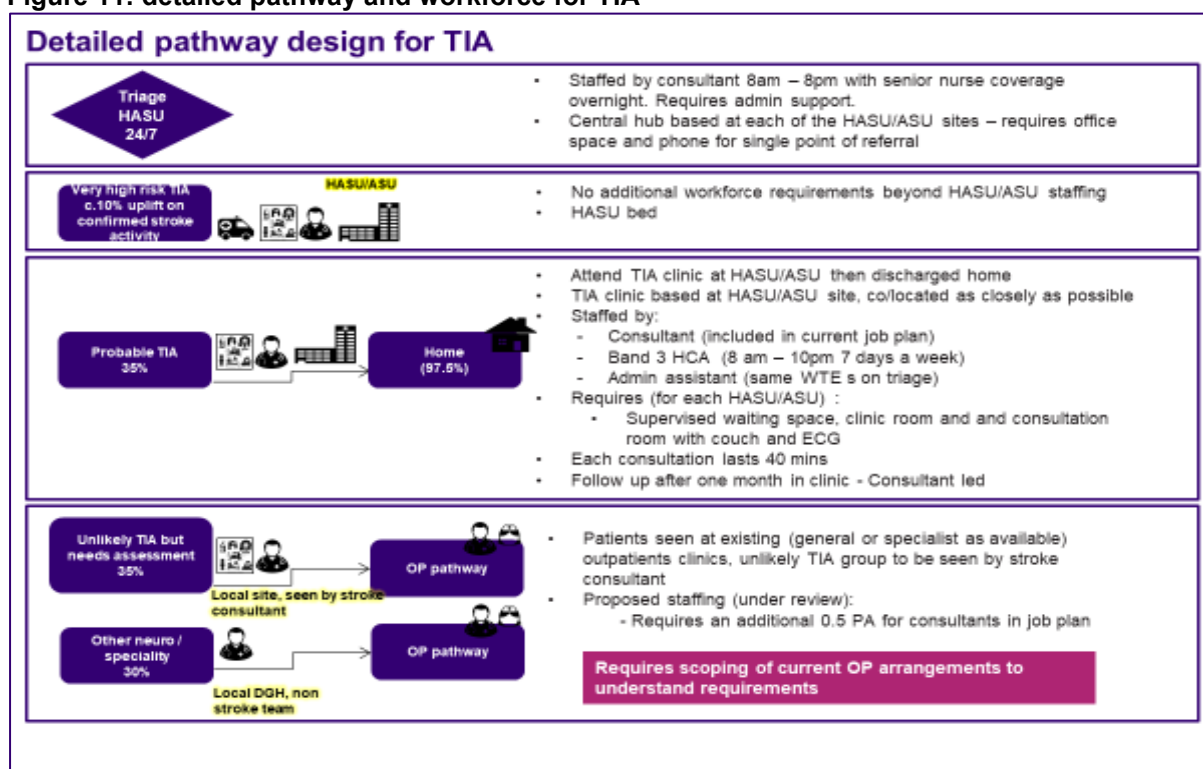 Figure 11: detailed pathway and workforce for TIA
Detailed pathway design for TIA
Triage
HASU
24/7
• Staffed by consultant 8am – 8pm with senior nurse coverage
overnight. Requires admin support.
• Central hub based at each of the HASU/ASU sites – requires office
space and phone for single point of referral
Very high risk TIA
c.10% uplift on
confirmed stroke
activity
HASU/ASU
• No additional workforce requirements beyond HASU/ASU staffing
• HASU bed
Probable TIA
35%
Home
(97.5%)
• Attend TIA clinic at HASU/ASU then discharged home
• TIA clinic based at HASU/ASU site, co/located as closely as possible
• Staffed by:
- Consultant (included in current job plan)
- Band 3 HCA (8 am – 10pm 7 days a week)
- Admin assistant (same WTE s on triage)
• Requires (for each HASU/ASU) :
• Supervised waiting space, clinic room and and consultation
room with couch and ECG
• Each consultation lasts 40 mins
• Follow up after one month in clinic - Consultant led
Unlikely TIA but
needs assessment
35%
OP pathway
Local site, seen by stroke
consultant
Other neuro /
speciality
30%
OP pathway
Local DGH, non
stroke team
• Patients seen at existing (general or specialist as available)
outpatients clinics, unlikely TIA group to be seen by stroke
consultant
• Proposed staffing (under review):
- Requires an additional 0.5 PA for consultants in job plan
Requires scoping of current OP arrangements to
understand requirements